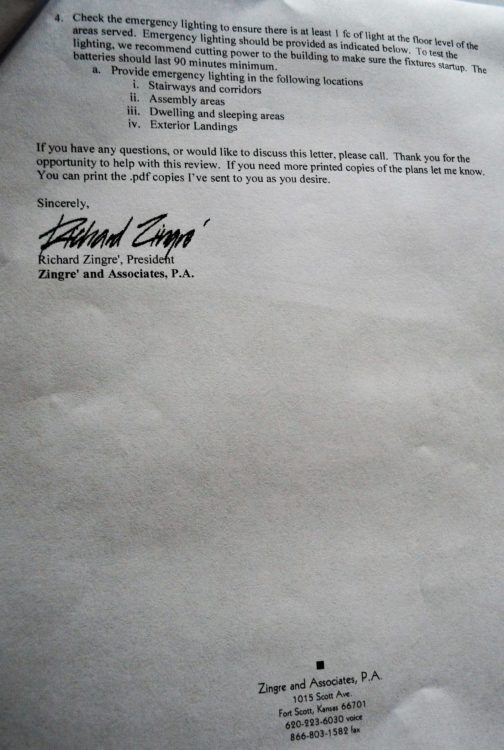 4. Check the emergency lighting to ensure there is at least 1 fc of light at the floor level of the
areas served. Emergency lighting should be provided as indicated below. To test the
lighting, we recommend cutting power to the building to make sure the fixtures startup. The
batteries should last 90 minutes minimum.
a. Provide emergency lighting in the following locations
i. Stairways and corridors
ii. Assembly areas
iii. Dwelling and sleeping areas
iv. Exterior Landings
If you have any questions, or would like to discuss this letter, please call. Thank you for the
opportunity to help with this review. If you need more printed copies of the plans let me know.
You can print the .pdf copies I've sent to you as you desire.
Sincerely,
Richard Zingre'
Richard Zingre', President
Zingre' and Associates, P.A.
Zingre and Associates, P.A.
1015 Scott Ave.
Fort Scott, Kansas 66701
620-223-6030 voice
866-803-1582 fax